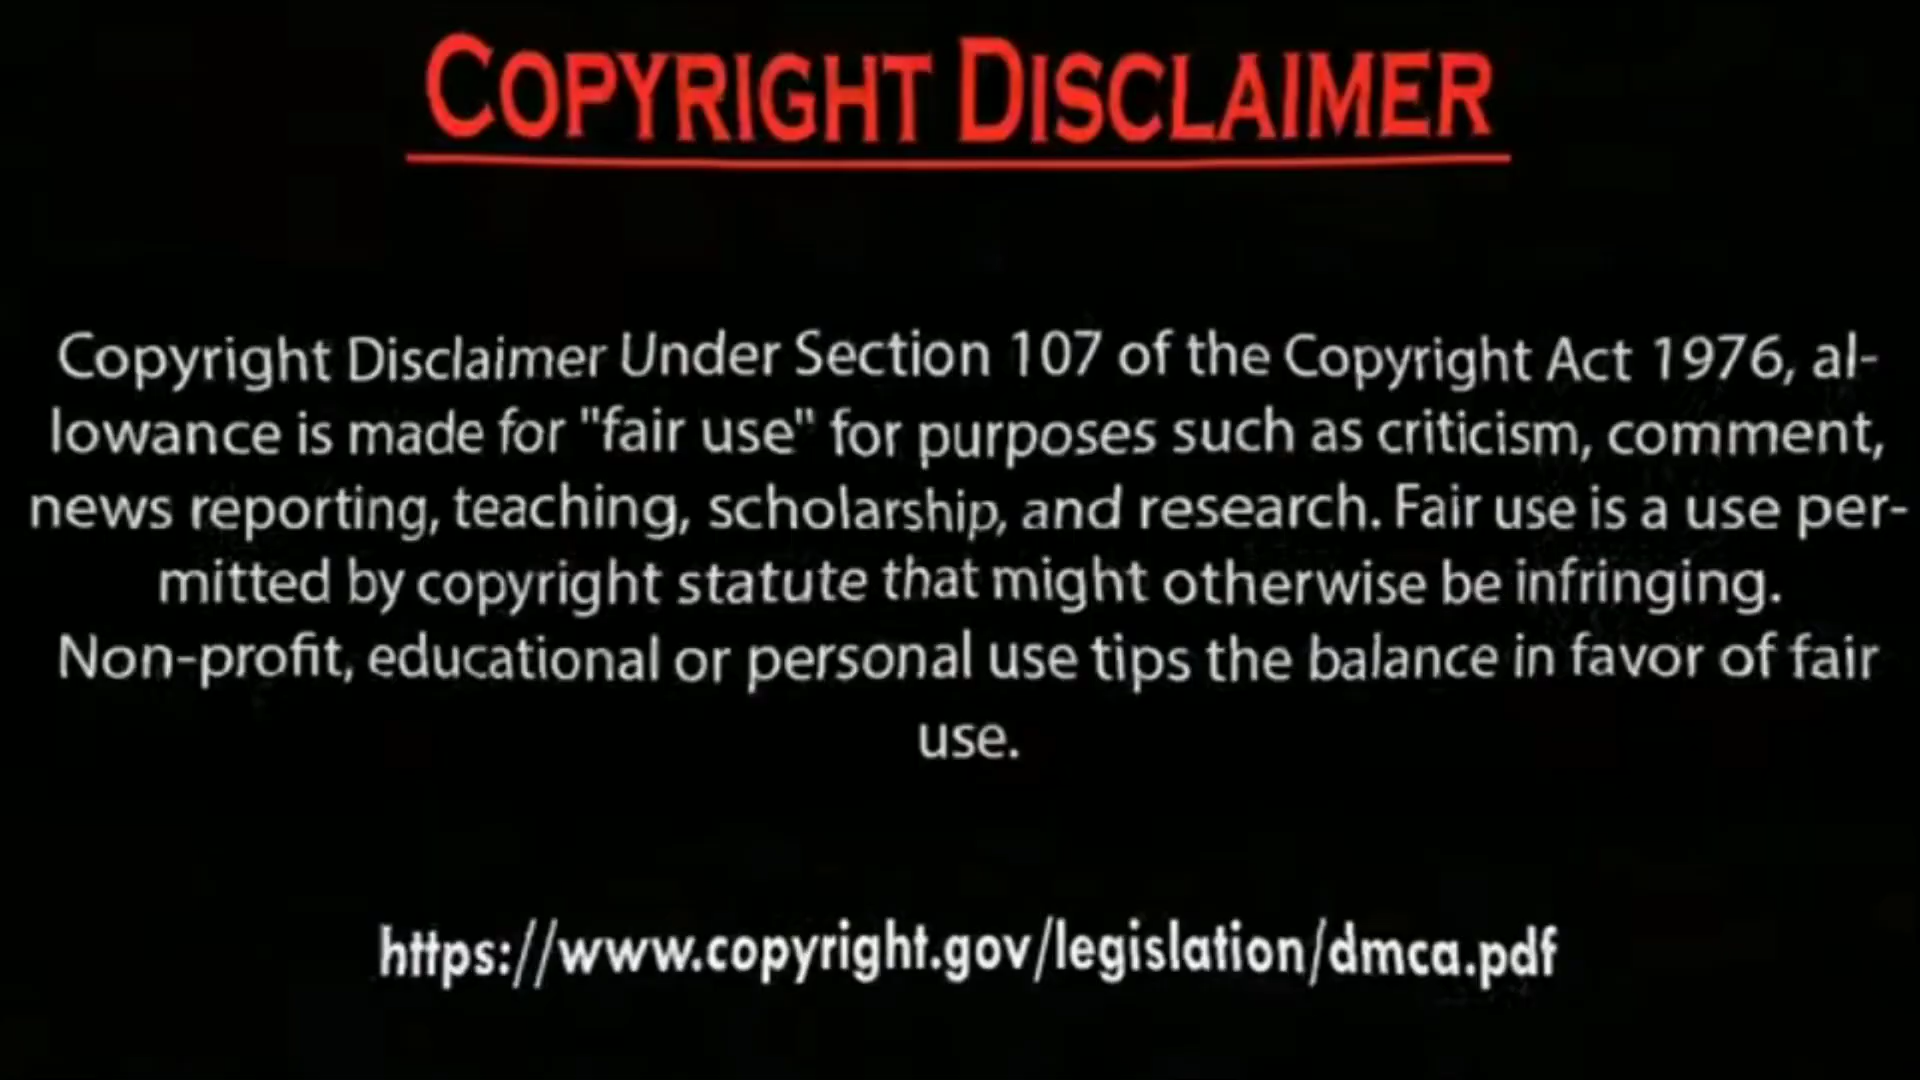 COPYRIGHT DISCLAIMER
Copyright Disclaimer Under Section 107 of the Copyright Act 1976, al-
lowance is made for "fair use" for purposes such as criticism, comment,
news reporting, teaching, scholarship, and research. Fair use is a use per-
mitted by copyright statute that might otherwise be infringing.
Non-profit, educational or personal use tips the balance in favor of fair
use.
https://www.copyright.gov/legislation/dmca.pdf